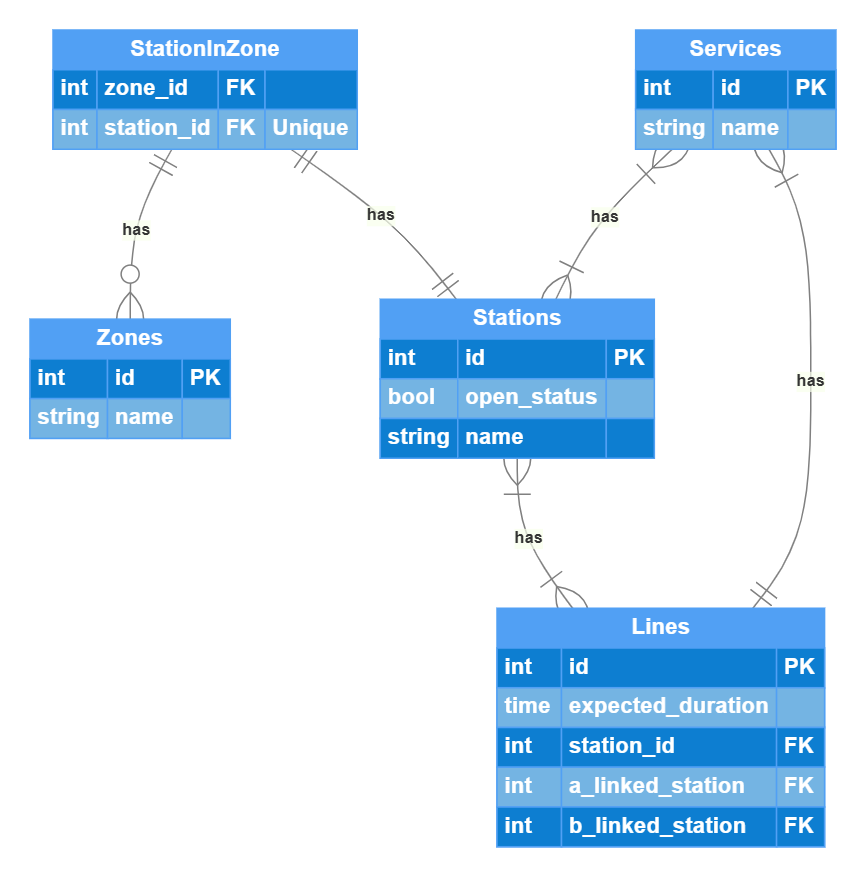 StationInZone
int zone_id FK
int station_id FK Unique
Services
int id PK
string name
has
has
has
Zones
int id PK
string name
Stations
int id PK
bool open_status
string name
has
has
Lines
int id PK
time expected_duration
int station_id FK
int a_linked_station FK
int b_linked_station FK